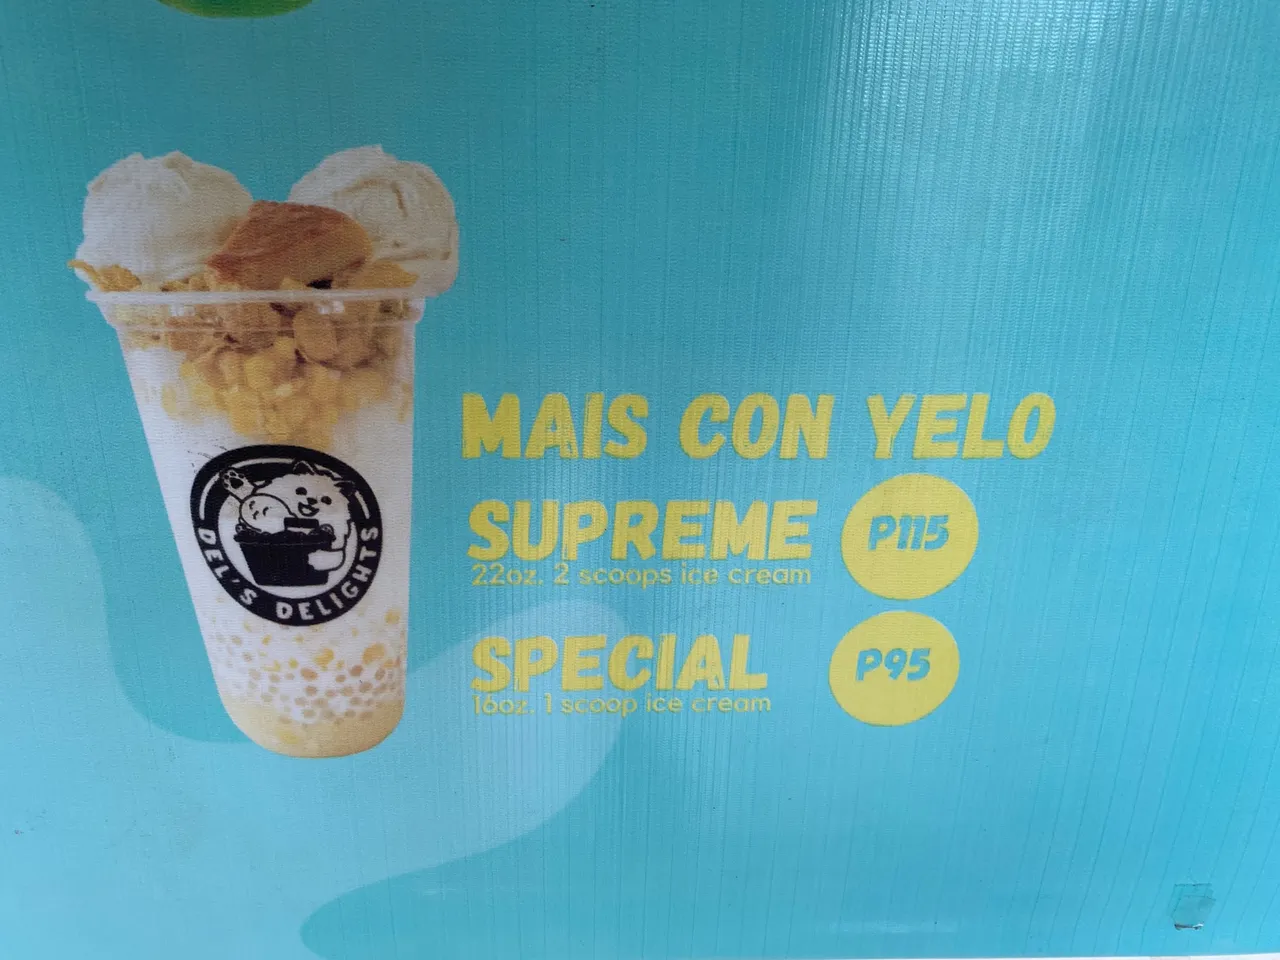 MAIS CON YELO
SUPREME P115
22oz. 2 scoops ice cream
SPECIAL P95
16oz. 1 scoop ice cream
DEL'S DELIGHTS